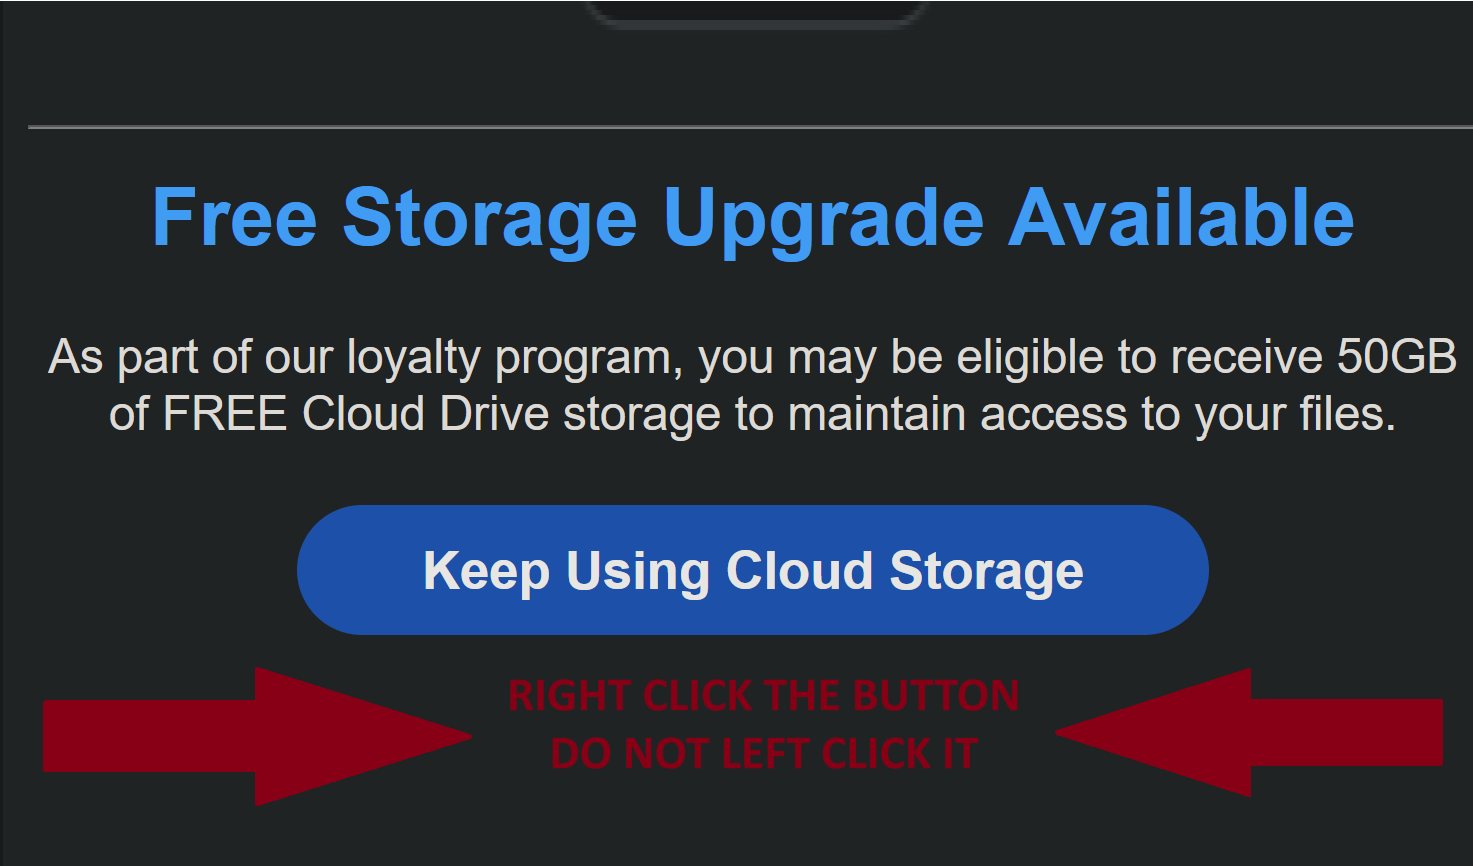 Free Storage Upgrade Available
As part of our loyalty program, you may be eligible to receive 50GB
of FREE Cloud Drive storage to maintain access to your files.
Keep Using Cloud Storage
RIGHT CLICK THE BUTTON
DO NOT LEFT CLICK IT